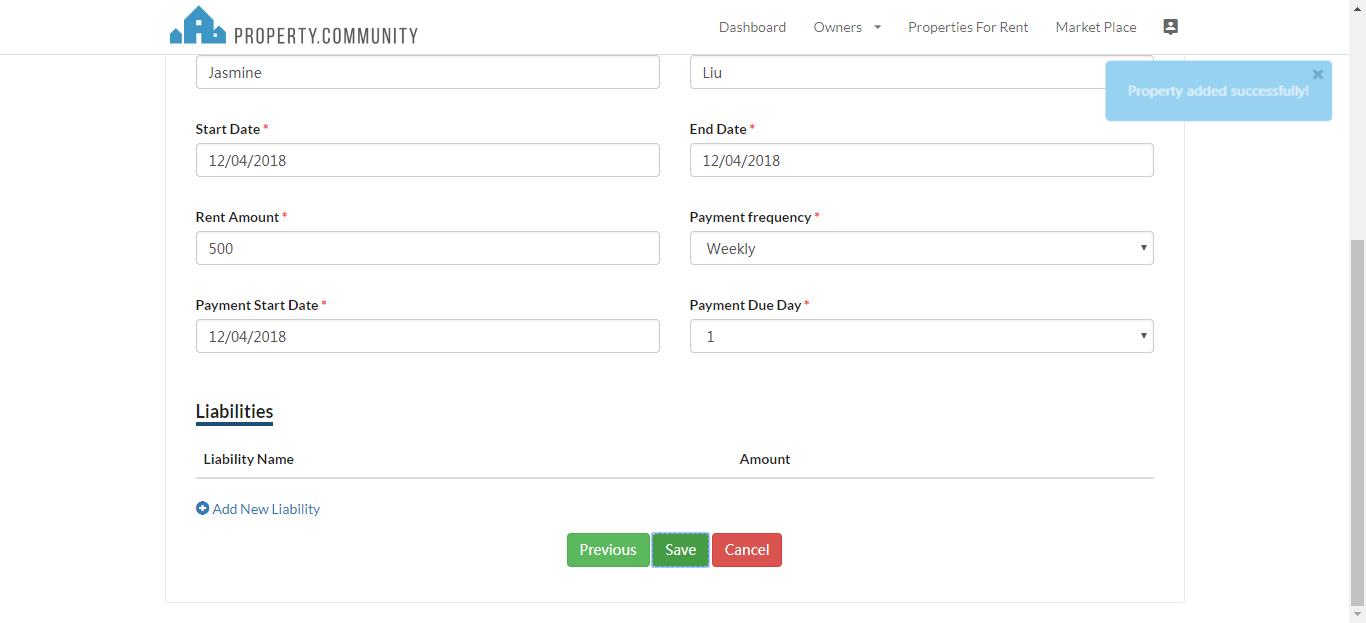 PROPERTY.COMMUNITY
Dashboard Owners Properties For Rent Market Place
Jasmine Liu
Property added successfully!
Start Date * End Date *
12/04/2018 12/04/2018
Rent Amount * Payment frequency *
500 Weekly
Payment Start Date * Payment Due Day *
12/04/2018 1
Liabilities
Liability Name Amount
Add New Liability
Previous Save Cancel